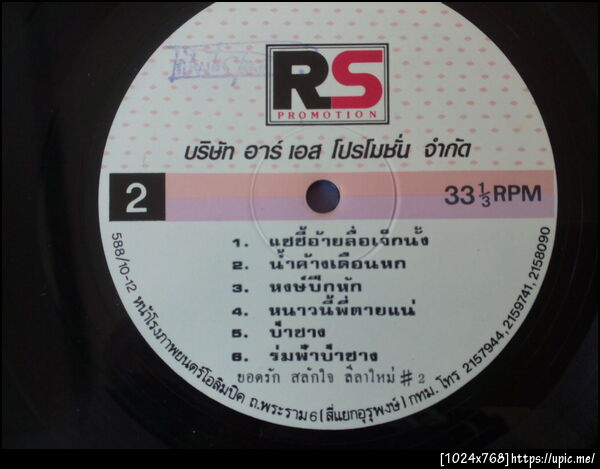 RS
PROMOTION
บริษัท อาร์ เอส โปรโมชั่น จำกัด
2
33 1/3 RPM
1. แซซี้อ้ายลื่อเจ็กนั้ง
2. น้ำค้างเดือนหก
3. หงษ์ปีกหัก
4. หนาวนี้พี่ตายแน่
5. ป๋าซาง
6. ร่มฟ้าป่าซาง
ยอดรัก สลักใจ ลีลาใหม่ #2
588/10-12 หน้าโรงภาพยนตร์โอลิมปิค ถ.พระราม 6 (สี่แยกอุรุพงษ์) กทม. โทร 2157944, 2159741, 2158090
[1024x768]https://upic.me/